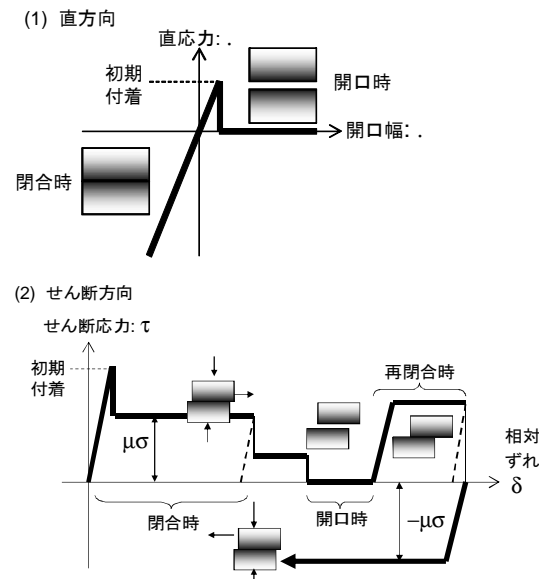 (1) 直方向
直応力: .
初期
付着
開口時
開口幅: .
閉合時
(2) せん断方向
せん断応力: τ
初期
付着
再閉合時
μσ
相対
ずれ
δ
閉合時
開口時
−μσ